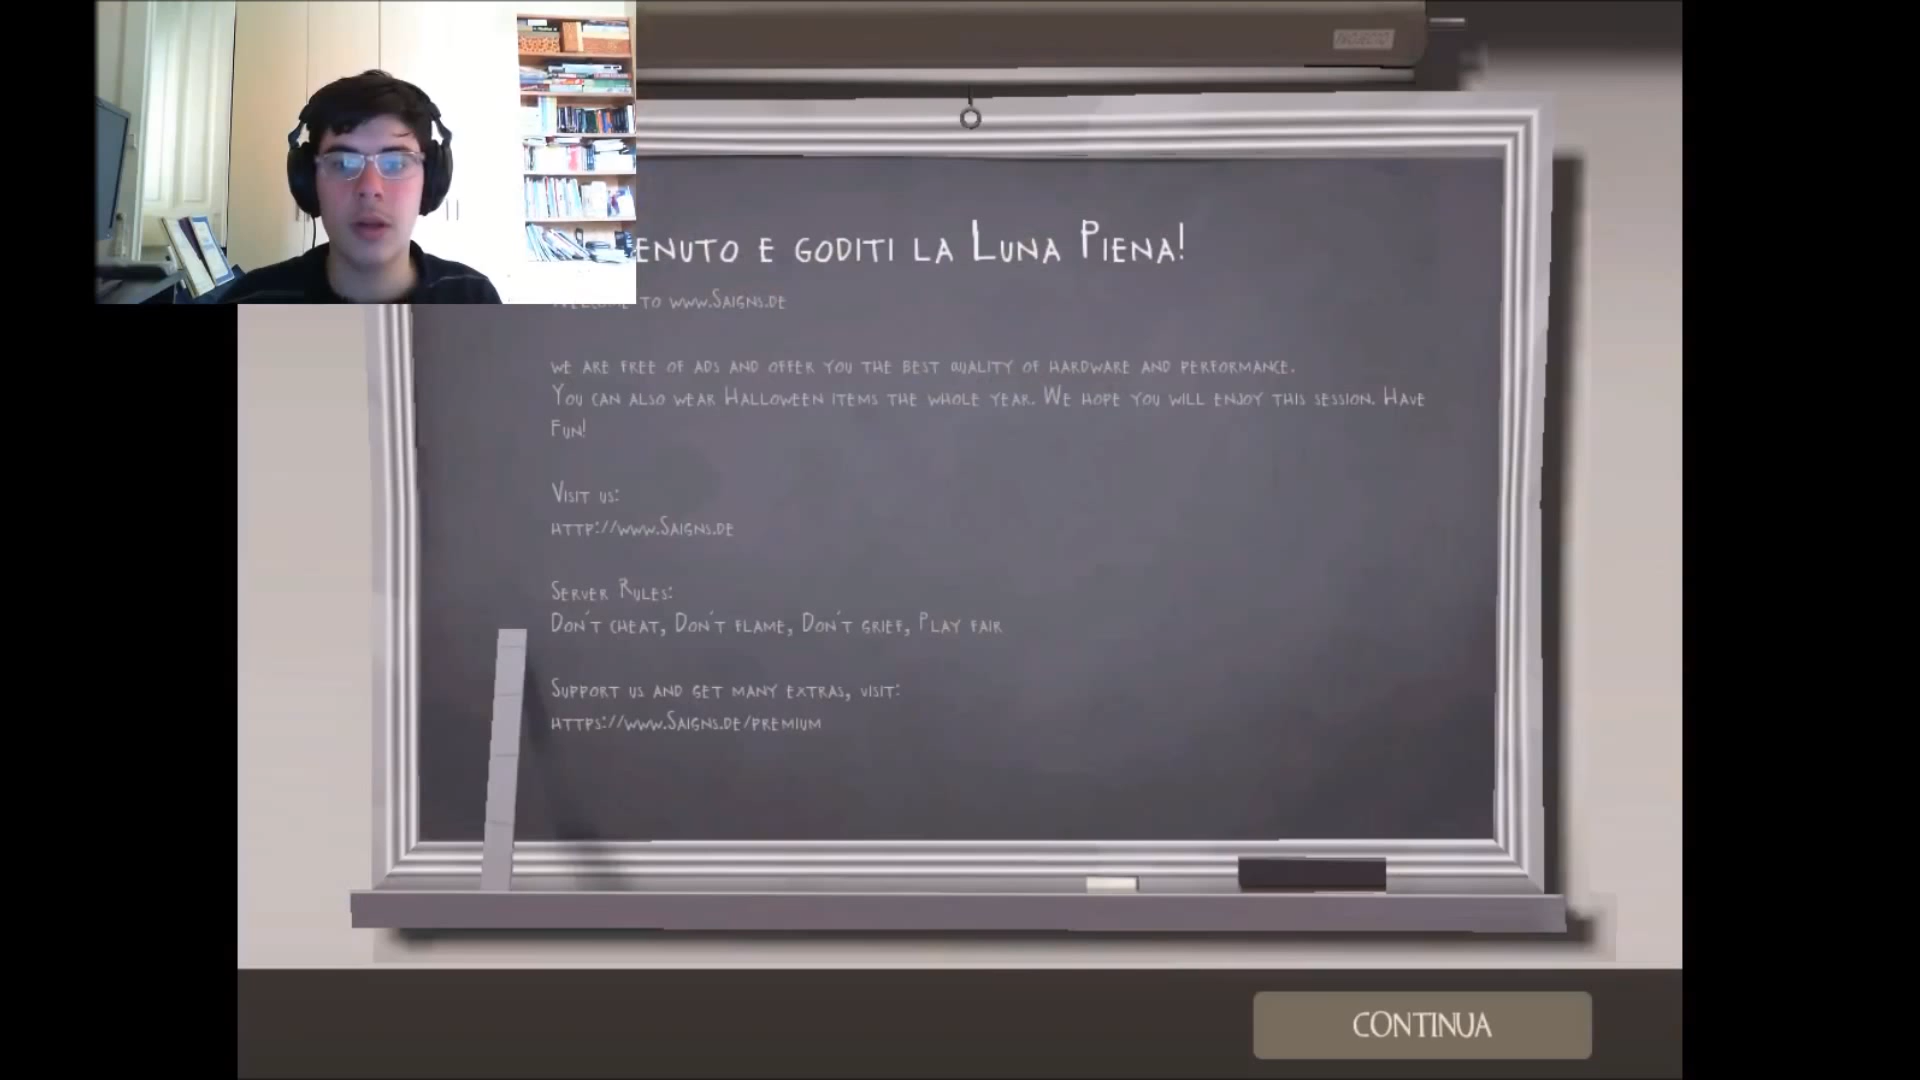 PROJECTO
ENUTO E GODITI LA LUNA PIENA!
WELCOME TO WWW.SAIGNS.DE
WE ARE FREE OF ADS AND OFFER YOU THE BEST QUALITY OF HARDWARE AND PERFORMANCE.
YOU CAN ALSO WEAR HALLOWEEN ITEMS THE WHOLE YEAR. WE HOPE YOU WILL ENJOY THIS SESSION. HAVE
FUN!
VISIT US:
HTTP://WWW.SAIGNS.DE
SERVER RULES:
DON'T CHEAT, DON'T FLAME, DON'T GRIEF, PLAY FAIR
SUPPORT US AND GET MANY EXTRAS, VISIT:
HTTPS://WWW.SAIGNS.DE/PREMIUM
CONTINUA